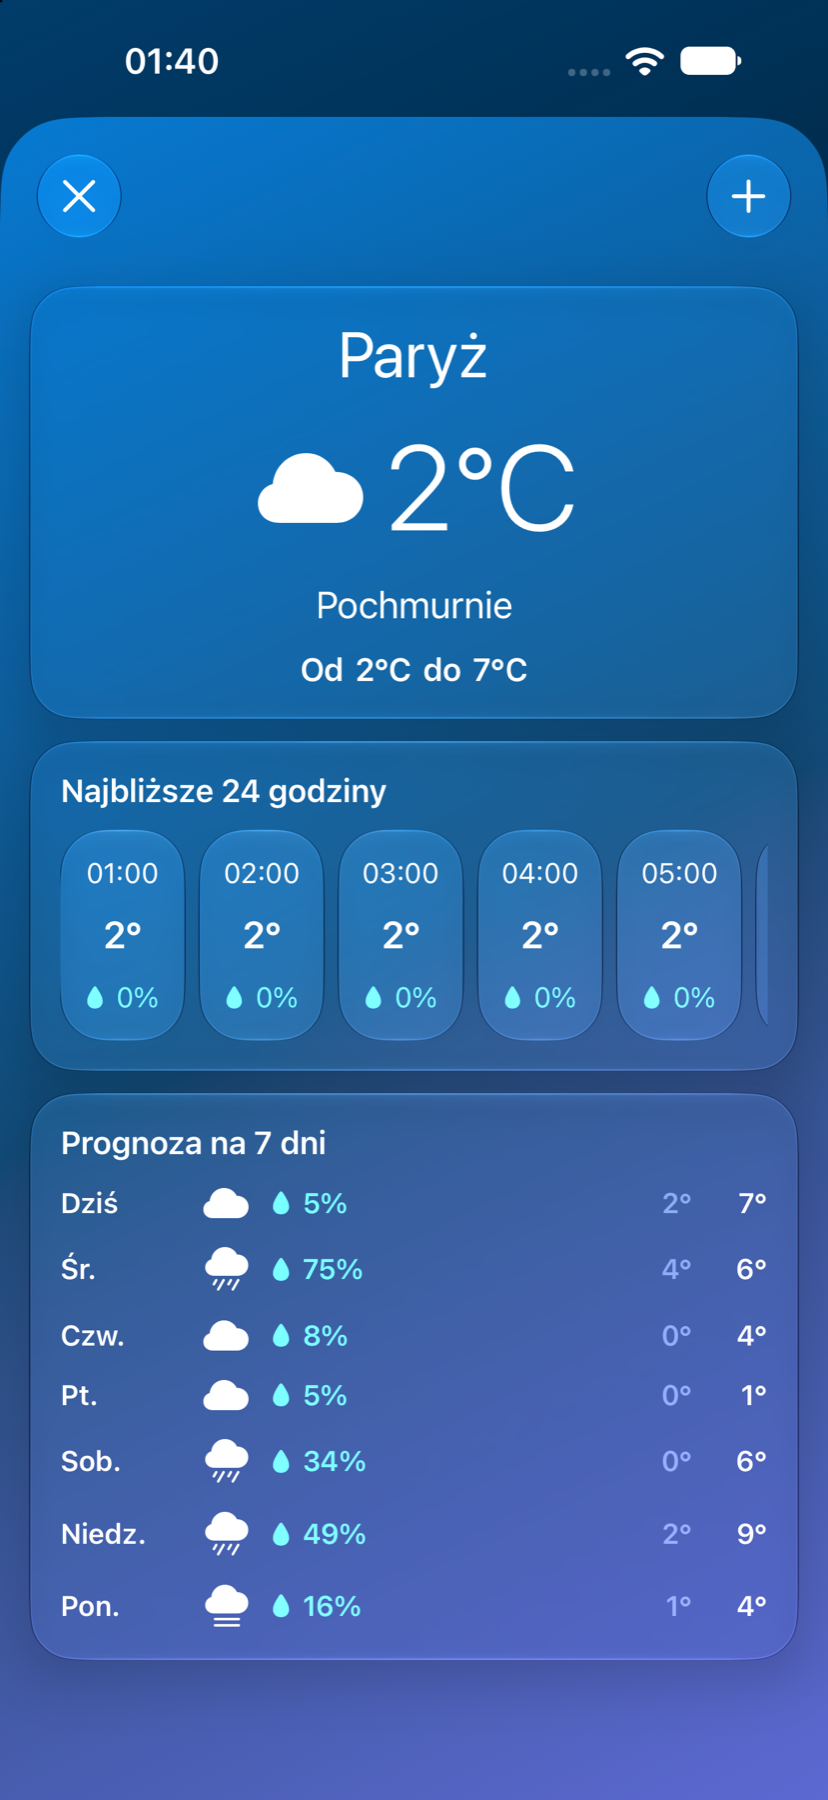 01:40
Paryż
2°C
Pochmurnie
Od 2°C do 7°C
Najbliższe 24 godziny
01:00 02:00 03:00 04:00 05:00
2° 2° 2° 2° 2°
0% 0% 0% 0% 0%
Prognoza na 7 dni
Dziś 5% 2° 7°
Śr. 75% 4° 6°
Czw. 8% 0° 4°
Pt. 5% 0° 1°
Sob. 34% 0° 6°
Niedz. 49% 2° 9°
Pon. 16% 1° 4°